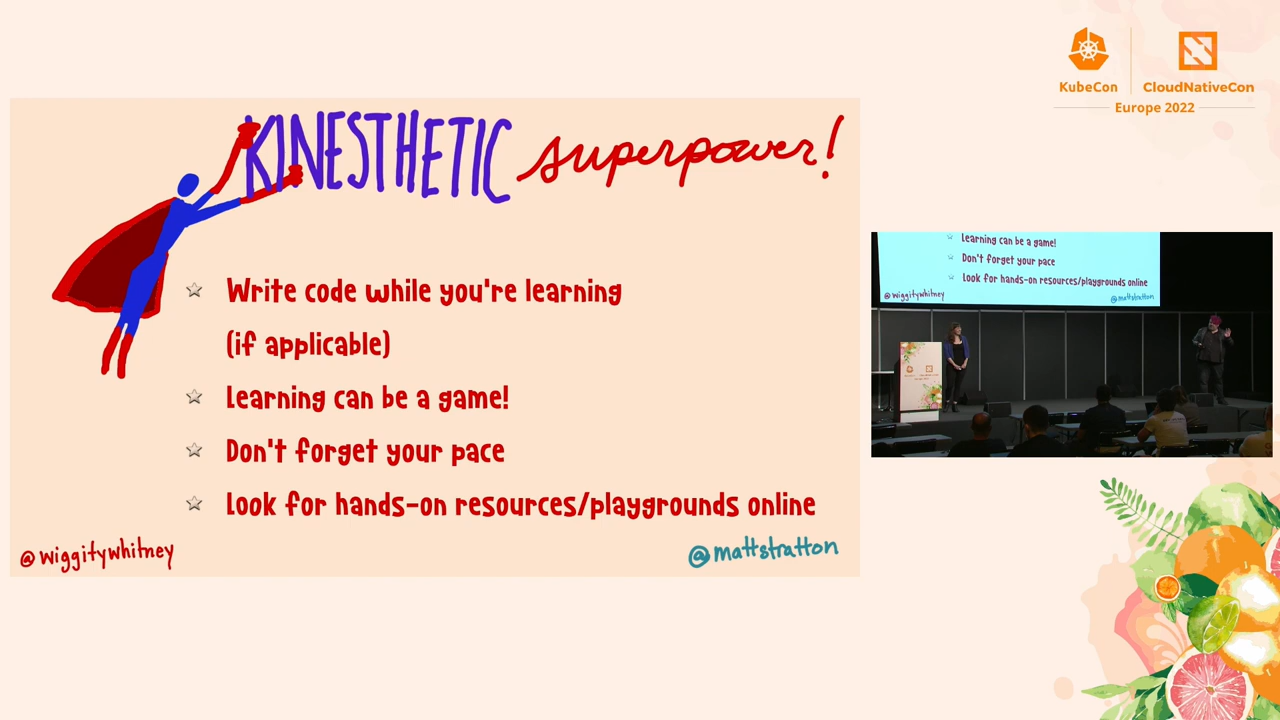 KubeCon
CloudNativeCon
Europe 2022
KINESTHETIC superpower!
Write code while you're learning
(if applicable)
Learning can be a game!
Don't forget your pace
Look for hands-on resources/playgrounds online
@wiggitywhitney
@mattstratton
Learning can be a game!
Don't forget your pace
Look for hands-on resources/playgrounds online
@wiggitywhitney
@mattstratton